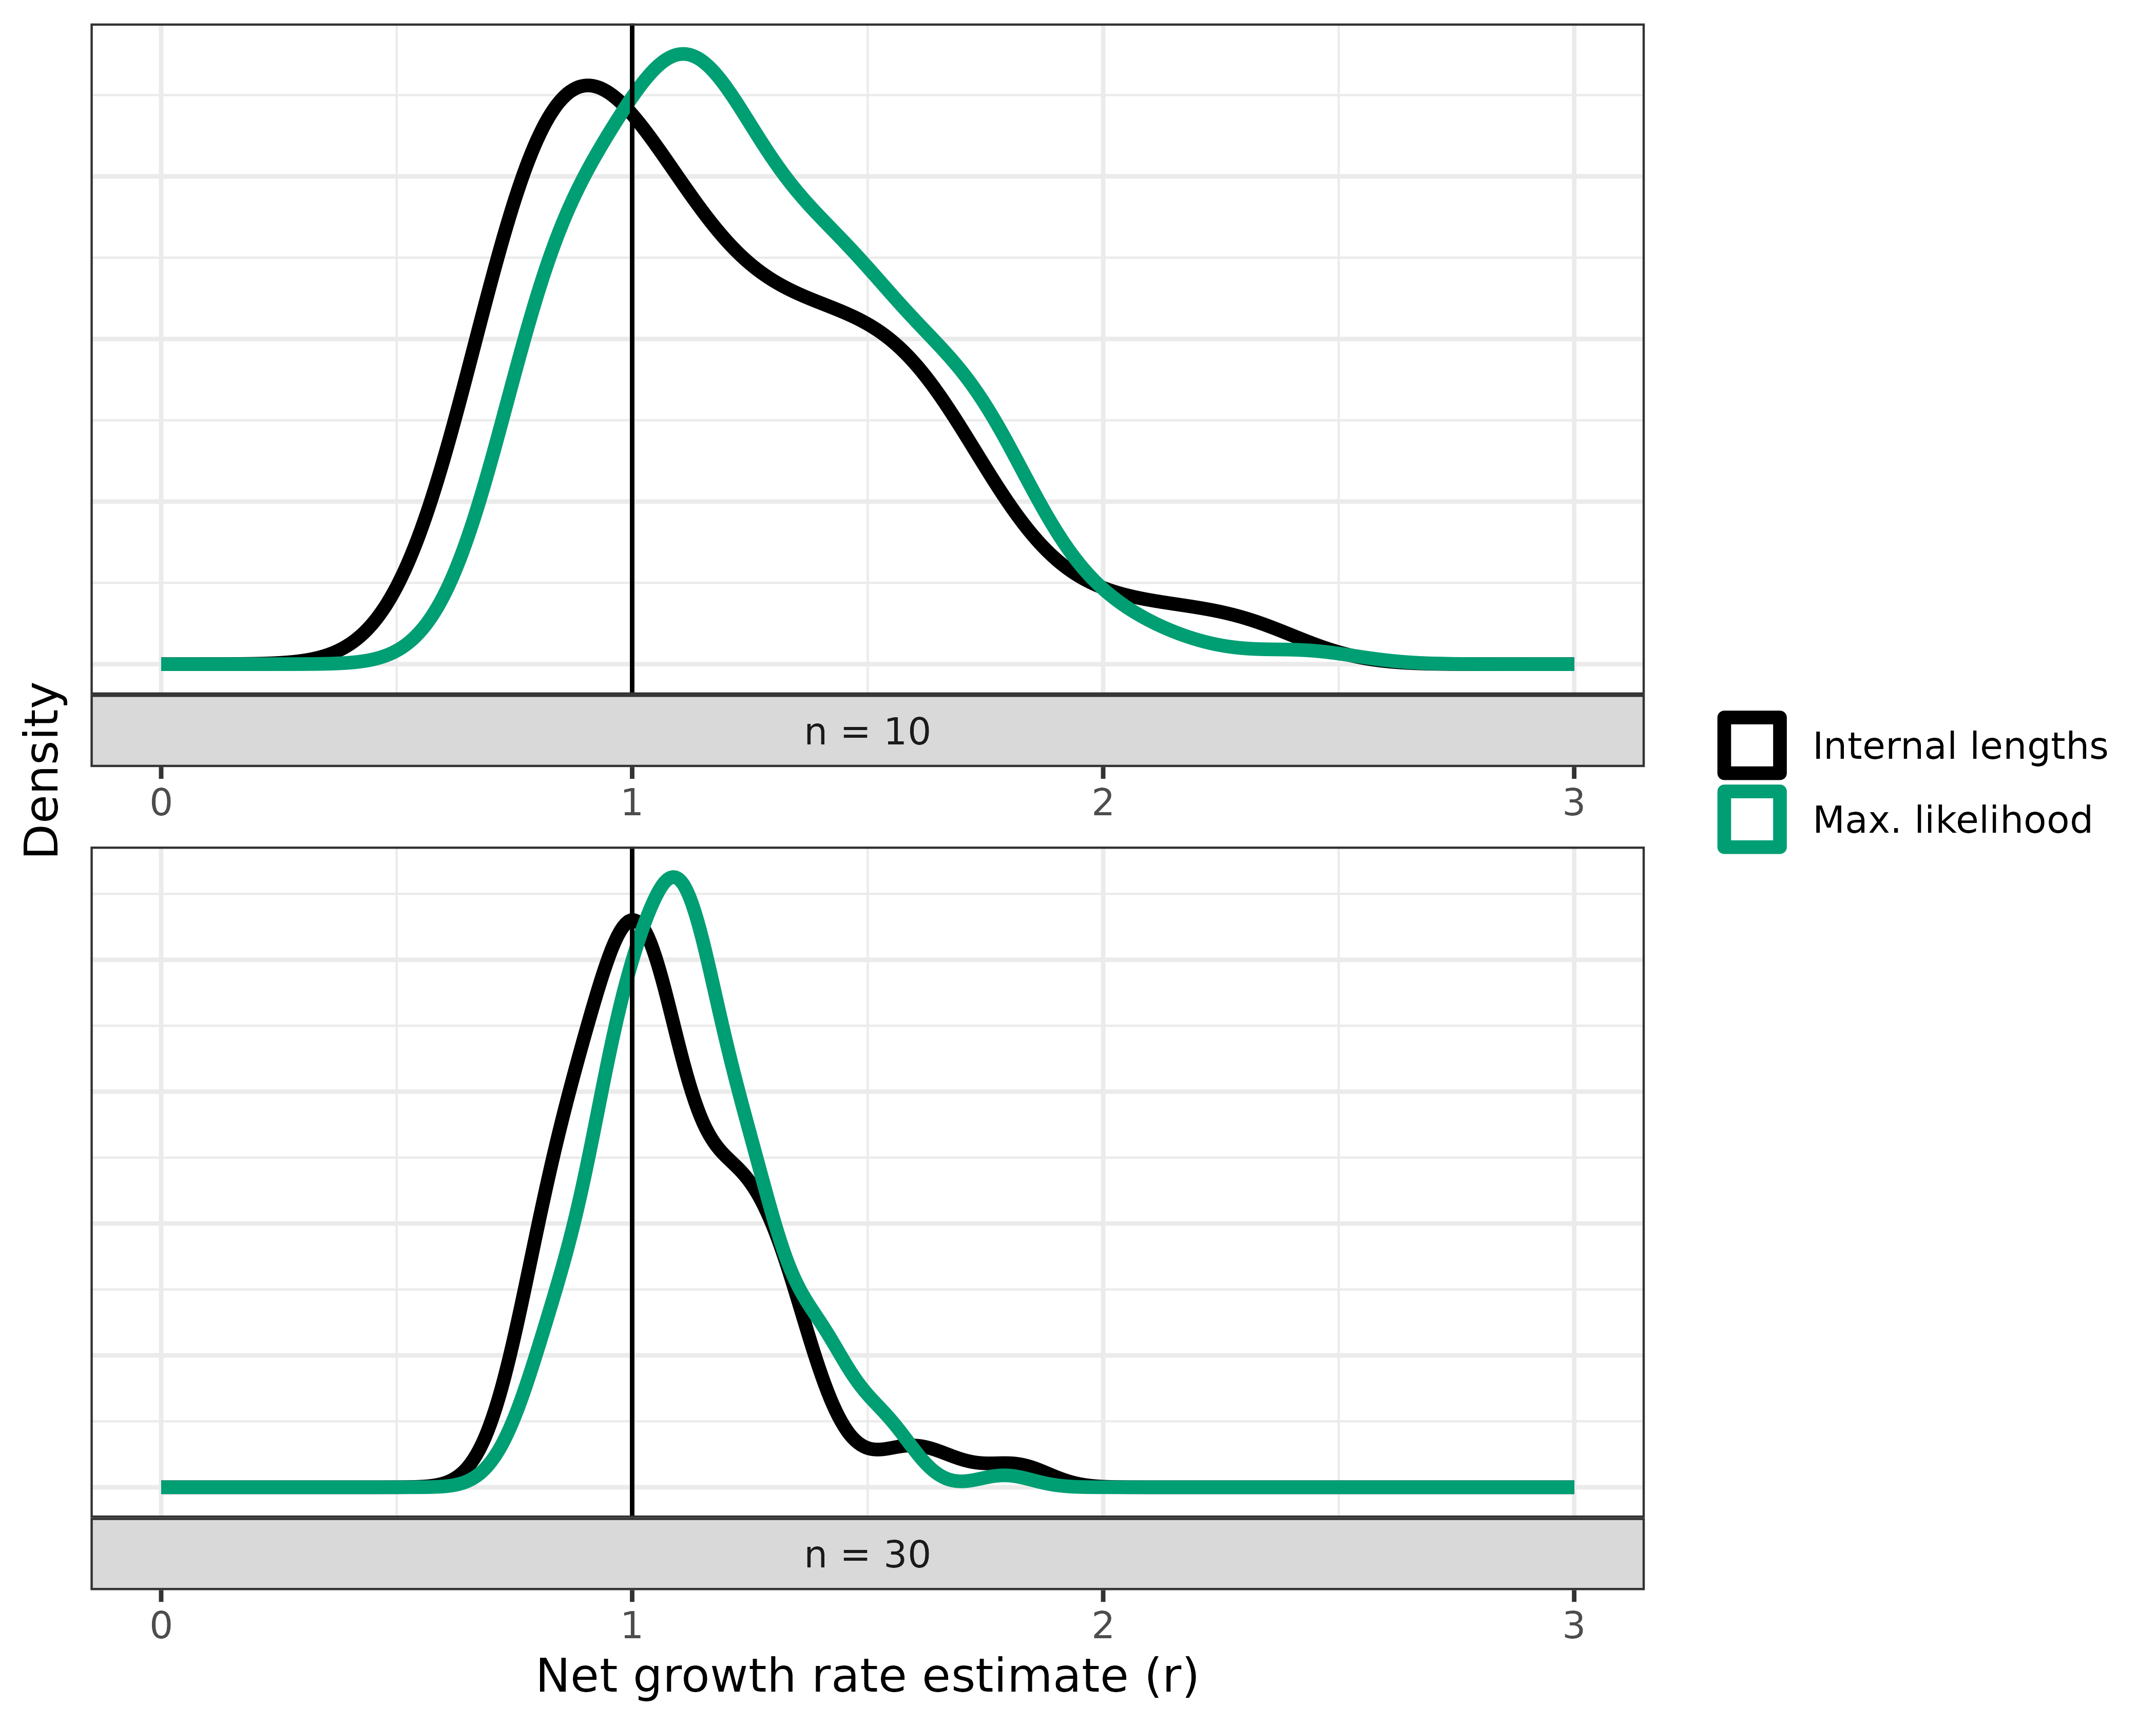 Density
n = 10
0 1 2 3
n = 30
0 1 2 3
Net growth rate estimate (r)
Internal lengths
Max. likelihood